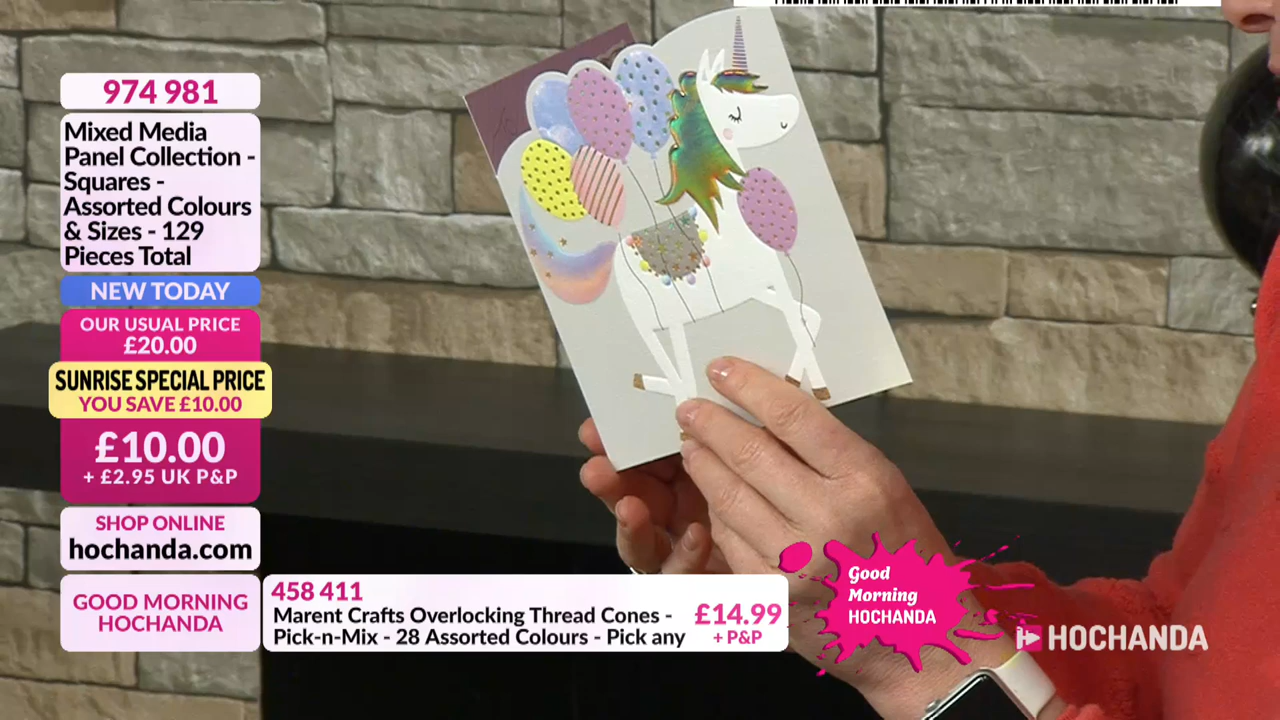 974 981
Mixed Media
Panel Collection -
Squares -
Assorted Colours
& Sizes - 129
Pieces Total
NEW TODAY
OUR USUAL PRICE
£20.00
SUNRISE SPECIAL PRICE
YOU SAVE £10.00
£10.00
+ £2.95 UK P&P
SHOP ONLINE
hochanda.com
GOOD MORNING
HOCHANDA
458 411
Marent Crafts Overlocking Thread Cones -
Pick-n-Mix - 28 Assorted Colours - Pick any
£14.99
+ P&P
Good
Morning
HOCHANDA
HOCHANDA